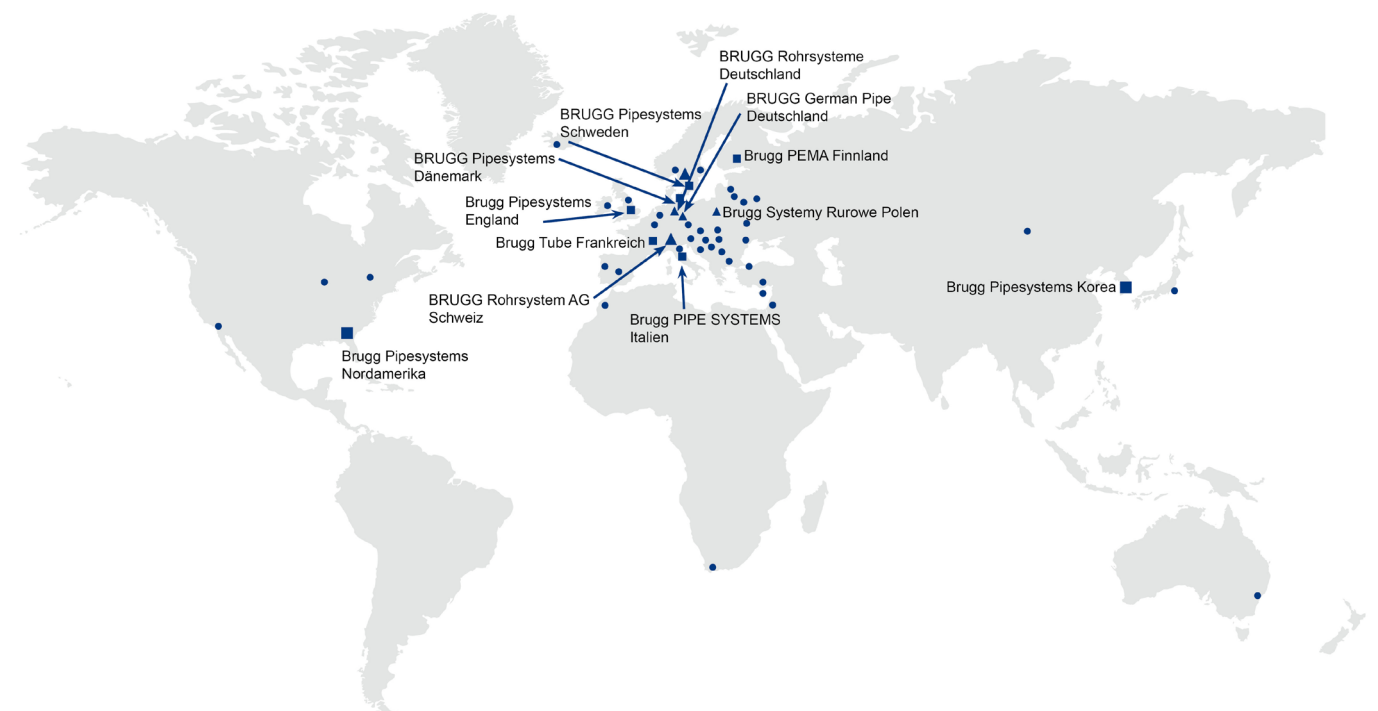 BRUGG Rohrsysteme
Deutschland
BRUGG German Pipe
Deutschland
BRUGG Pipesystems
Schweden
Brugg PEMA Finnland
BRUGG Pipesystems
Dänemark
Brugg Pipesystems
England
Brugg Systemy Rurowe Polen
Brugg Tube Frankreich
Brugg Pipesystems Korea
BRUGG Rohrsystem AG
Schweiz
Brugg PIPE SYSTEMS
Italien
Brugg Pipesystems
Nordamerika